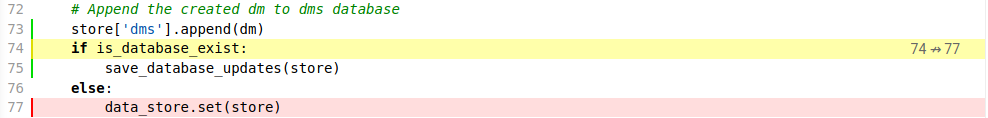 72 # Append the created dm to dms database
73 store['dms'].append(dm)
74 if is_database_exist: 74 ↛ 77
75 save_database_updates(store)
76 else:
77 data_store.set(store)